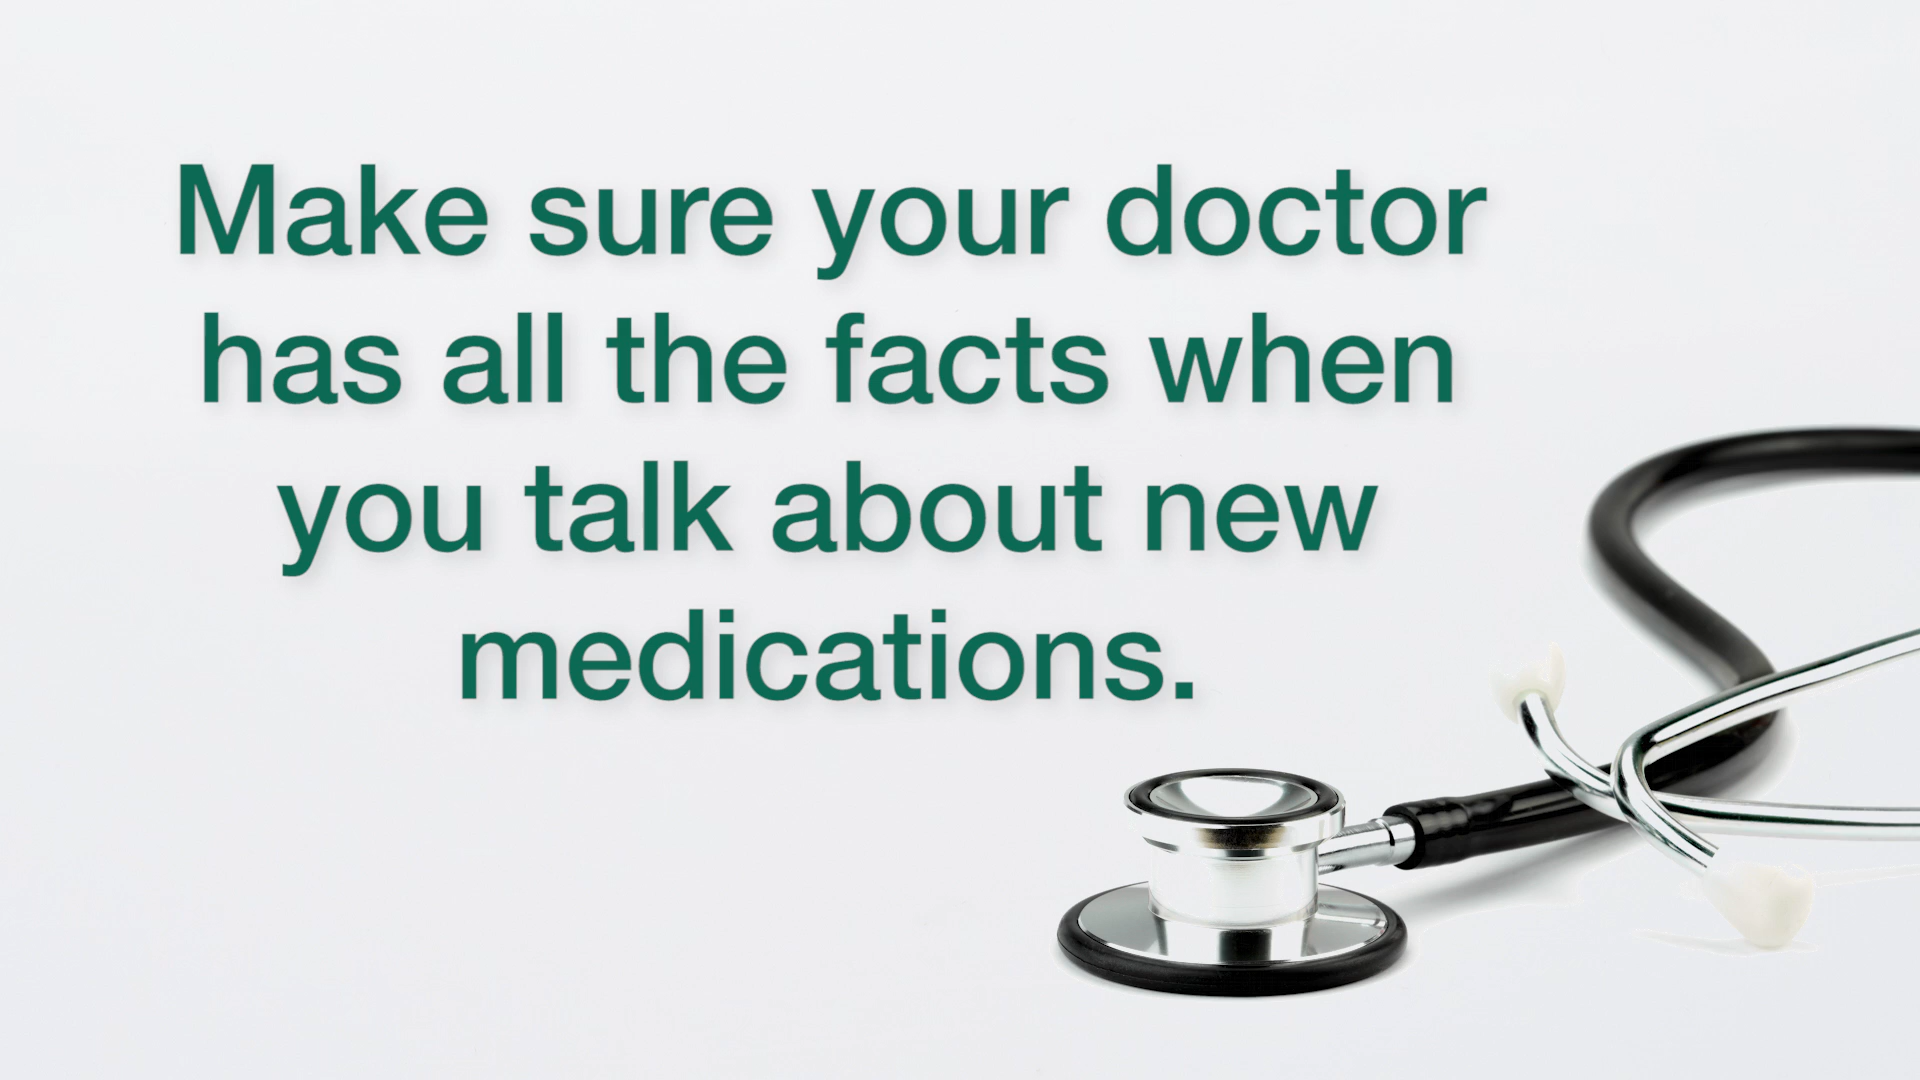 Make sure your doctor
has all the facts when
you talk about new
medications.